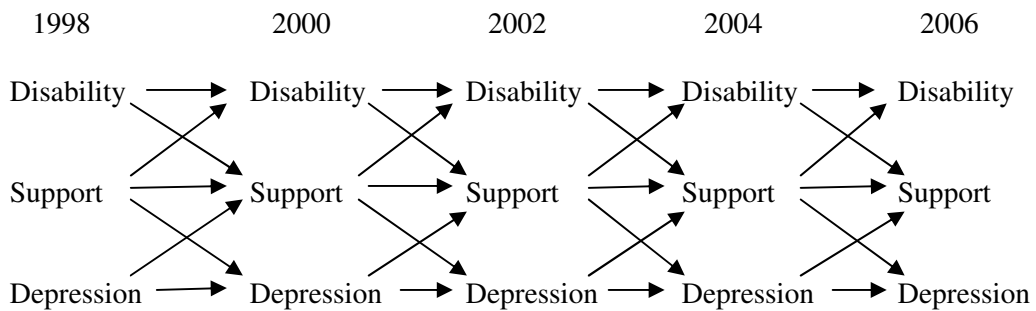 1998 2000 2002 2004 2006
Disability Disability Disability Disability Disability
Support Support Support Support Support
Depression Depression Depression Depression Depression